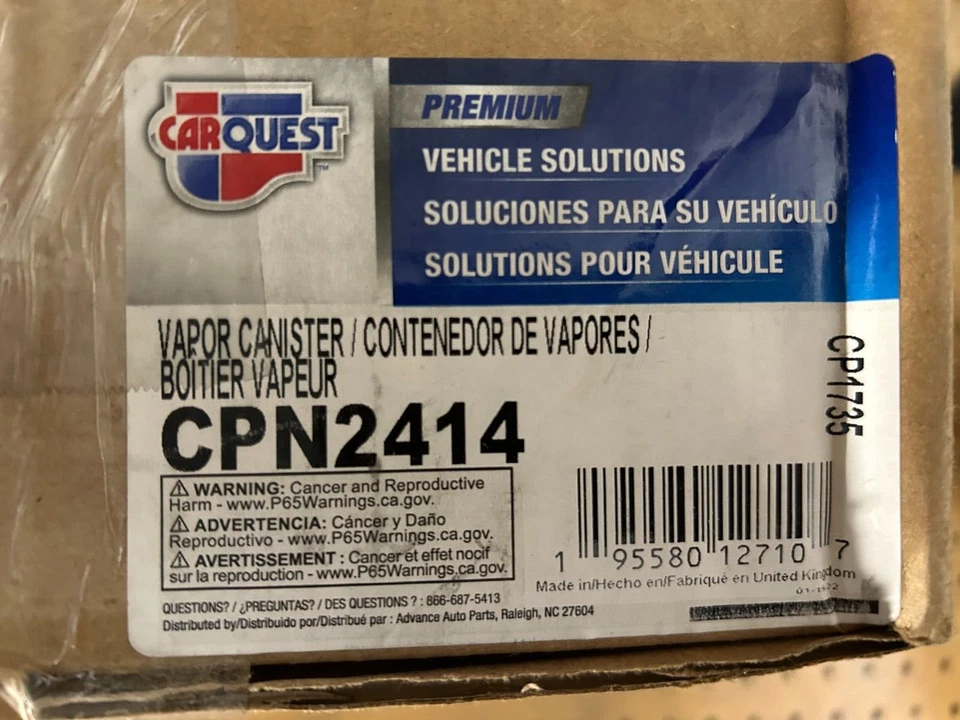 CARQUEST™
PREMIUM
VEHICLE SOLUTIONS
SOLUCIONES PARA SU VEHÍCULO
SOLUTIONS POUR VÉHICULE
VAPOR CANISTER / CONTENEDOR DE VAPORES /
BOÎTIER VAPEUR
CPN2414
CP1735
⚠ WARNING: Cancer and Reproductive
Harm - www.P65Warnings.ca.gov.
⚠ ADVERTENCIA: Cáncer y Daño
Reproductivo - www.P65Warnings.ca.gov.
⚠ AVERTISSEMENT : Cancer et effet nocif
sur la reproduction - www.P65Warnings.ca.gov.
1 95580 12710 7
Made in/Hecho en/Fabriqué en United Kingdom
QUESTIONS? / ¿PREGUNTAS? / DES QUESTIONS ? : 866-687-5413
Distributed by/Distribuido por/Distribué par : Advance Auto Parts, Raleigh, NC 27604